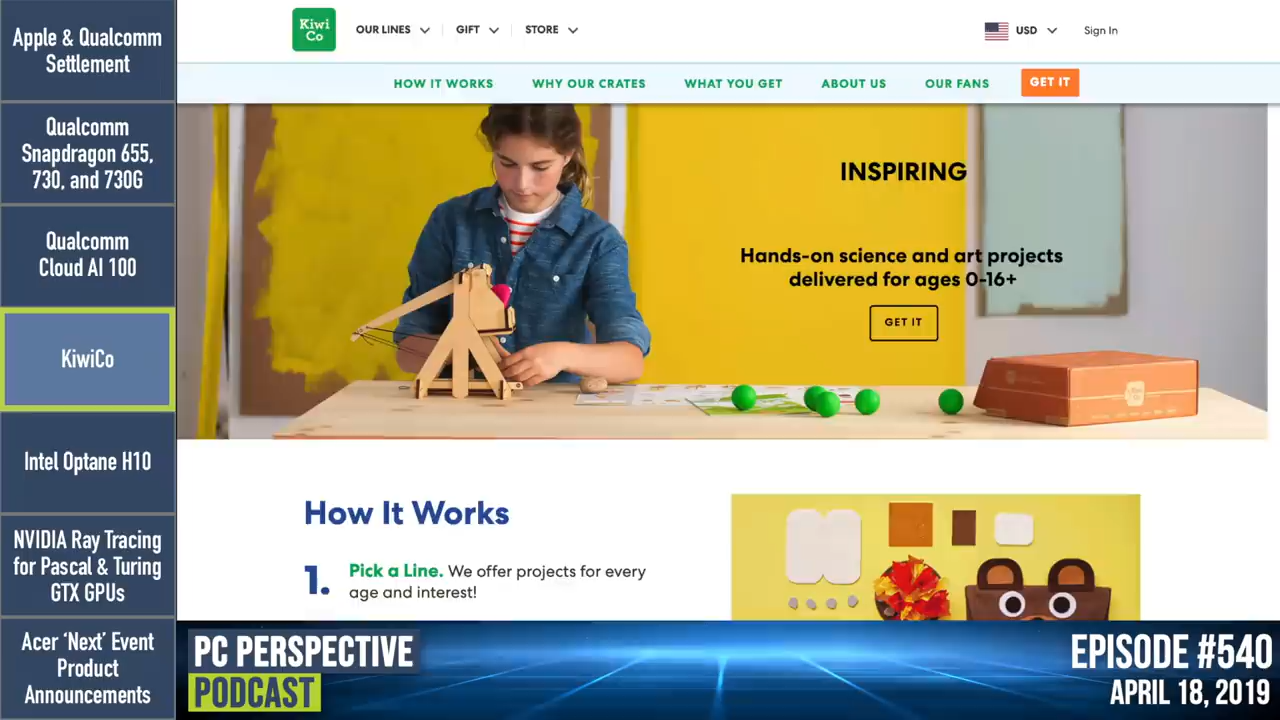 Apple & Qualcomm
Settlement
Qualcomm
Snapdragon 655,
730, and 730G
Qualcomm
Cloud AI 100
KiwiCo
Intel Optane H10
NVIDIA Ray Tracing
for Pascal & Turing
GTX GPUs
Acer ‘Next’ Event
Product
Announcements
Kiwi
Co
OUR LINES
GIFT
STORE
USD
Sign In
HOW IT WORKS
WHY OUR CRATES
WHAT YOU GET
ABOUT US
OUR FANS
GET IT
INSPIRING
Hands-on science and art projects
delivered for ages 0-16+
GET IT
How It Works
1.
Pick a Line. We offer projects for every
age and interest!
PC PERSPECTIVE
PODCAST
EPISODE #540
APRIL 18, 2019